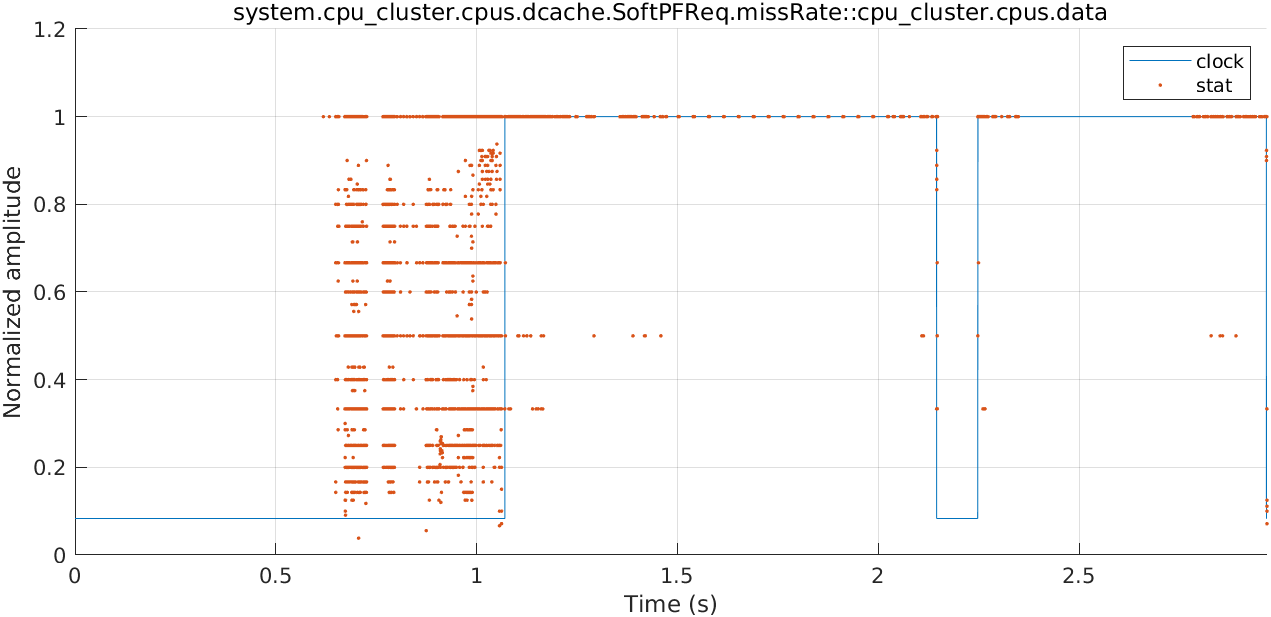 system.cpu_cluster.cpus.dcache.SoftPFReq.missRate::cpu_cluster.cpus.data
1.2
1
0.8
0.6
0.4
0.2
0
Normalized amplitude
clock
stat
0 0.5 1 1.5 2 2.5
Time (s)